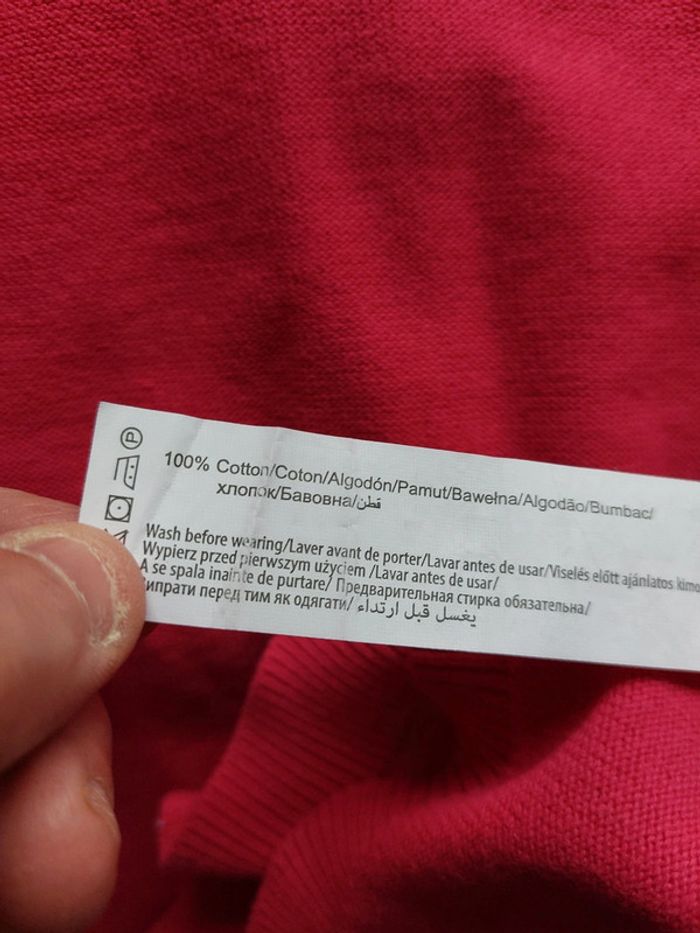 P
100% Cotton/Coton/Algodón/Pamut/Bawełna/Algodão/Bumbac/
хлопок/Бавовна/قطن
Wash before wearing/Laver avant de porter/Lavar antes de usar/Viselés előtt ajánlatos
Wypierz przed pierwszym użyciem /Lavar antes de usar/
A se spala inainte de purtare/ Предварительная стирка обязательна/
перед тим як одягати/ يغسل قبل ارتداء